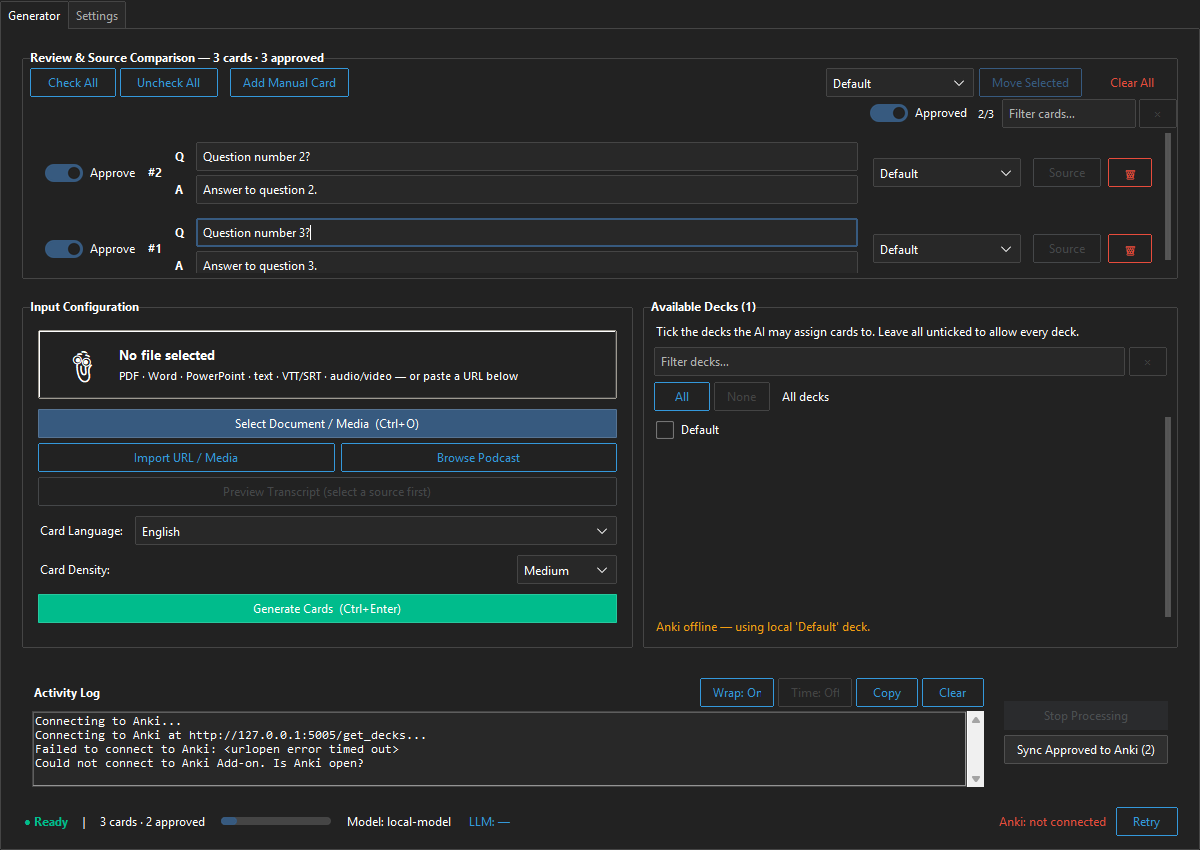 Generator Settings
Review & Source Comparison — 3 cards · 3 approved
Check All Uncheck All Add Manual Card Default Move Selected Clear All
Approved 2/3 Filter cards... ×
Q Question number 2?
Approve #2 Default Source
A Answer to question 2.
Q Question number 3?
Approve #1 Default Source
A Answer to question 3.
Input Configuration
No file selected
PDF · Word · PowerPoint · text · VTT/SRT · audio/video — or paste a URL below
Select Document / Media (Ctrl+O)
Import URL / Media Browse Podcast
Preview Transcript (select a source first)
Card Language: English
Card Density: Medium
Generate Cards (Ctrl+Enter)
Available Decks (1)
Tick the decks the AI may assign cards to. Leave all unticked to allow every deck.
Filter decks... ×
All None All decks
Default
Anki offline — using local 'Default' deck.
Activity Log Wrap: On Time: Off Copy Clear
Connecting to Anki...
Connecting to Anki at http://127.0.0.1:5005/get_decks...
Failed to connect to Anki: <urlopen error timed out>
Could not connect to Anki Add-on. Is Anki open?
Stop Processing
Sync Approved to Anki (2)
● Ready | 3 cards · 2 approved Model: local-model LLM: — Anki: not connected Retry